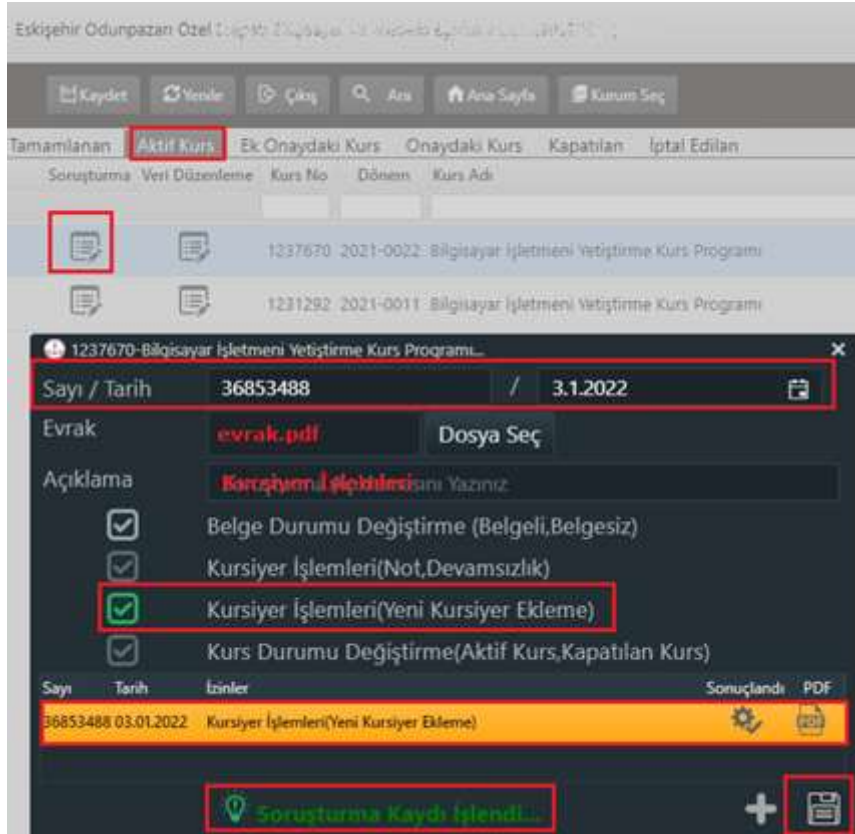 Eskişehir Odunpazarı Özel
Kaydet Yenile Çıkış Ara Ana Sayfa Kurum Seç
Tamamlanan Aktif Kurs Ek Onaydaki Kurs Onaydaki Kurs Kapatılan İptal Edilen
Soruşturma Veri Düzenleme Kurs No Dönem Kurs Adı
1237670 2021-0022 Bilgisayar İşletmeni Yetiştirme Kurs Programı
1231292 2021-0011 Bilgisayar İşletmeni Yetiştirme Kurs Programı
1237670-Bilgisayar İşletmeni Yetiştirme Kurs Programı...
Sayı / Tarih 36853488 / 3.1.2022
Evrak evrak.pdf Dosya Seç
Açıklama Kursiyer İşlemleri Yazınız
Belge Durumu Değiştirme (Belgeli,Belgesiz)
Kursiyer İşlemleri(Not,Devamsızlık)
Kursiyer İşlemleri(Yeni Kursiyer Ekleme)
Kurs Durumu Değiştirme(Aktif Kurs,Kapatılan Kurs)
Sayı Tarih İzinler Sonuçlandı PDF
36853488 03.01.2022 Kursiyer İşlemleri(Yeni Kursiyer Ekleme) PDF
Soruşturma Kaydı İşlendi...